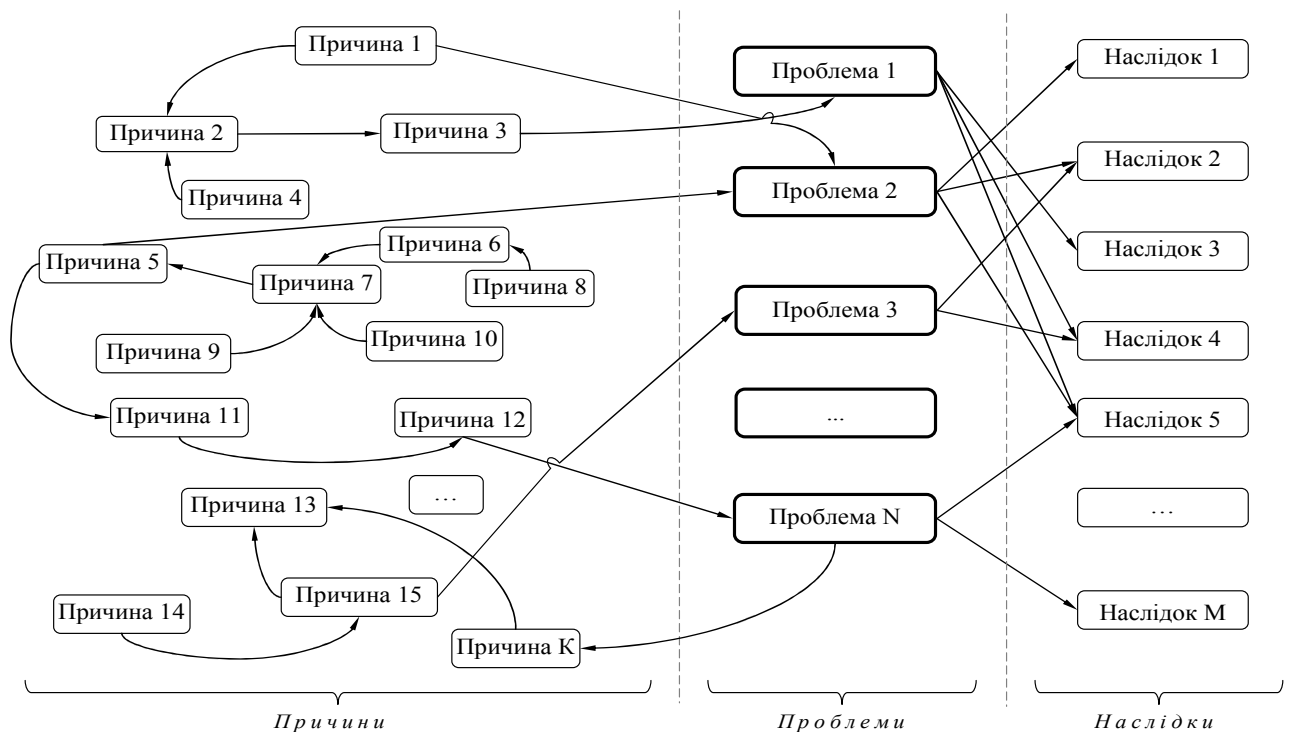 Причина 1
Причина 2
Причина 3
Причина 4
Причина 5
Причина 6
Причина 7
Причина 8
Причина 9
Причина 10
Причина 11
Причина 12
…
Причина 13
Причина 14
Причина 15
Причина К
Проблема 1
Проблема 2
Проблема 3
...
Проблема N
Наслідок 1
Наслідок 2
Наслідок 3
Наслідок 4
Наслідок 5
…
Наслідок М
Причини
Проблеми
Наслідки